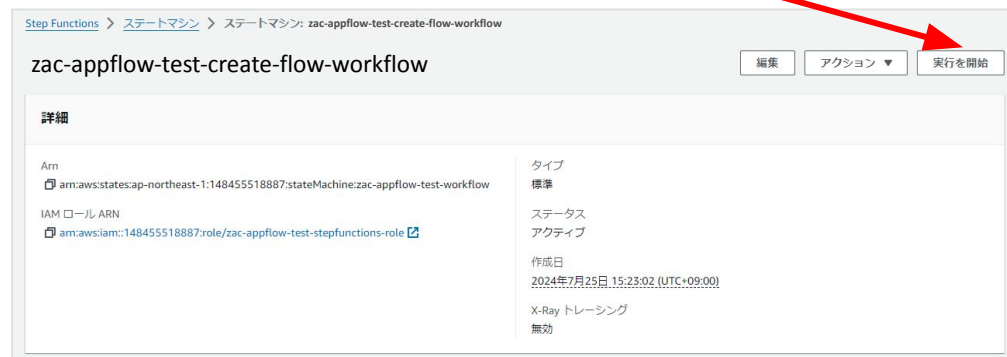 Step Functions > ステートマシン > ステートマシン: zac-appflow-test-create-flow-workflow
zac-appflow-test-create-flow-workflow
編集 アクション ▼ 実行を開始
詳細
Arn
arn:aws:states:ap-northeast-1:148455518887:stateMachine:zac-appflow-test-workflow
IAM ロール ARN
arn:aws:iam::148455518887:role/zac-appflow-test-stepfunctions-role
タイプ
標準
ステータス
アクティブ
作成日
2024年7月25日 15:23:02 (UTC+09:00)
X-Ray トレーシング
無効